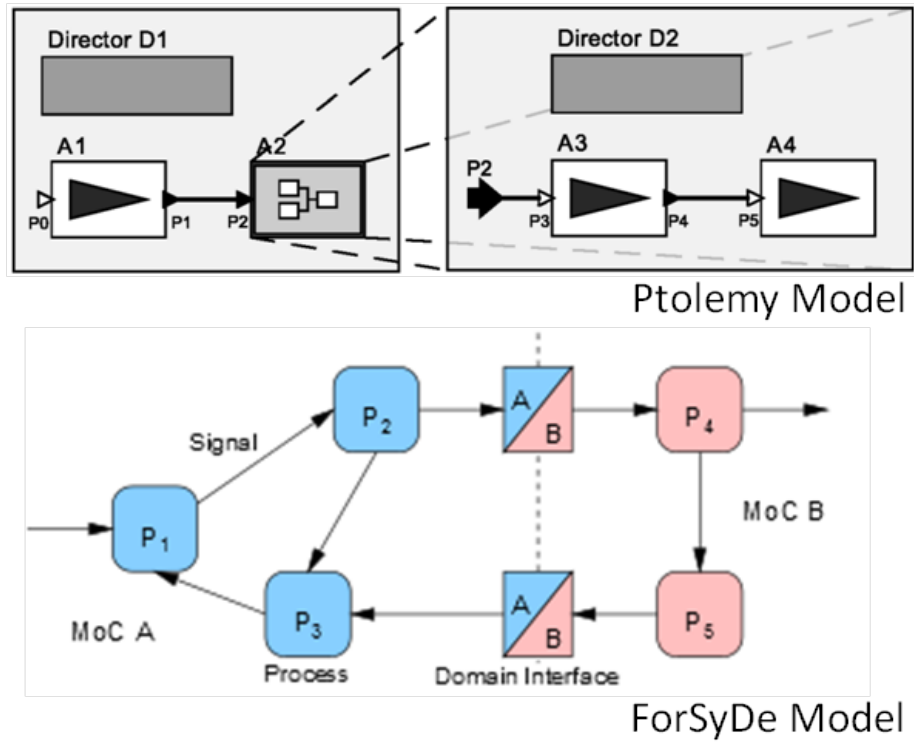 Director D1
Director D2
A1
A2
A3
A4
P2
P0
P1
P2
P3
P4
P5
Ptolemy Model
P2
A
B
P4
Signal
P1
MoC B
P3
A
B
P5
MoC A
Process
Domain Interface
ForSyDe Model